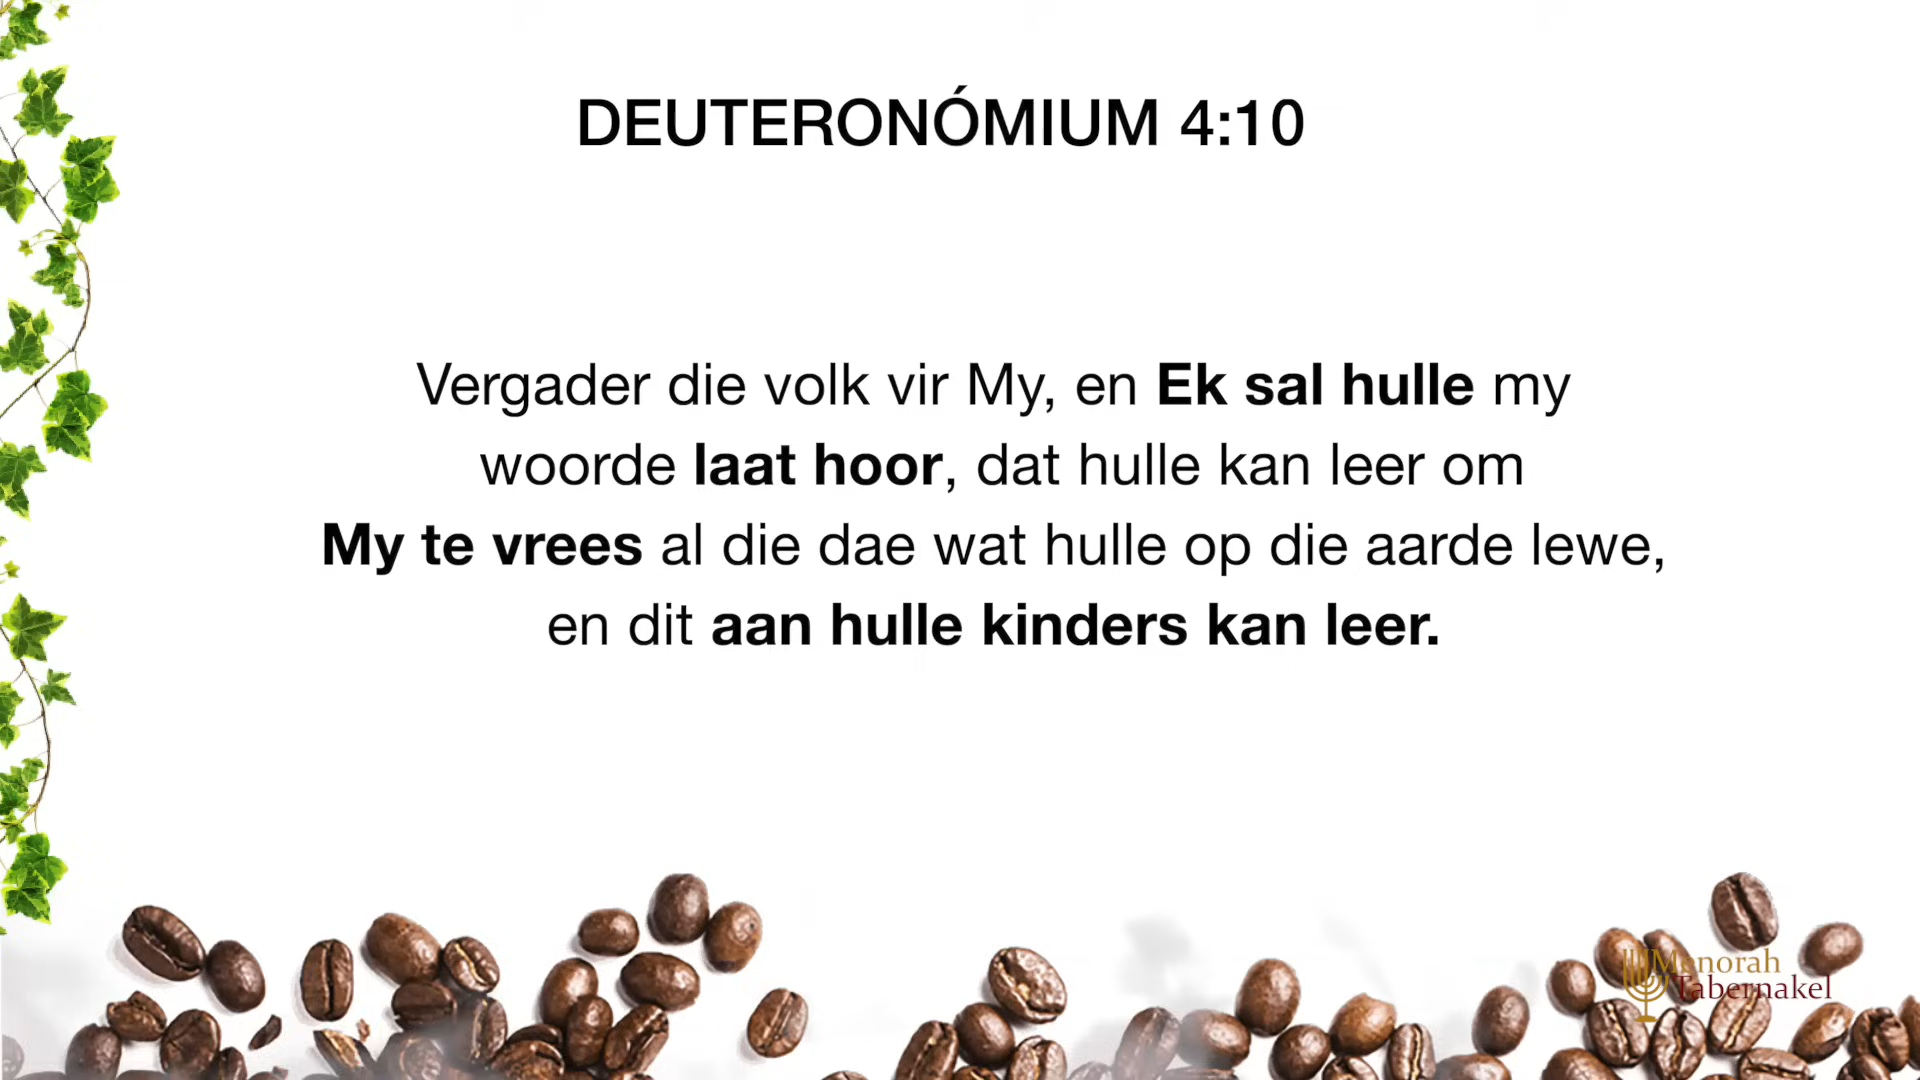 DEUTERONÓMIUM 4:10
Vergader die volk vir My, en Ek sal hulle my
woorde laat hoor, dat hulle kan leer om
My te vrees al die dae wat hulle op die aarde lewe,
en dit aan hulle kinders kan leer.
Menorah
Tabernakel